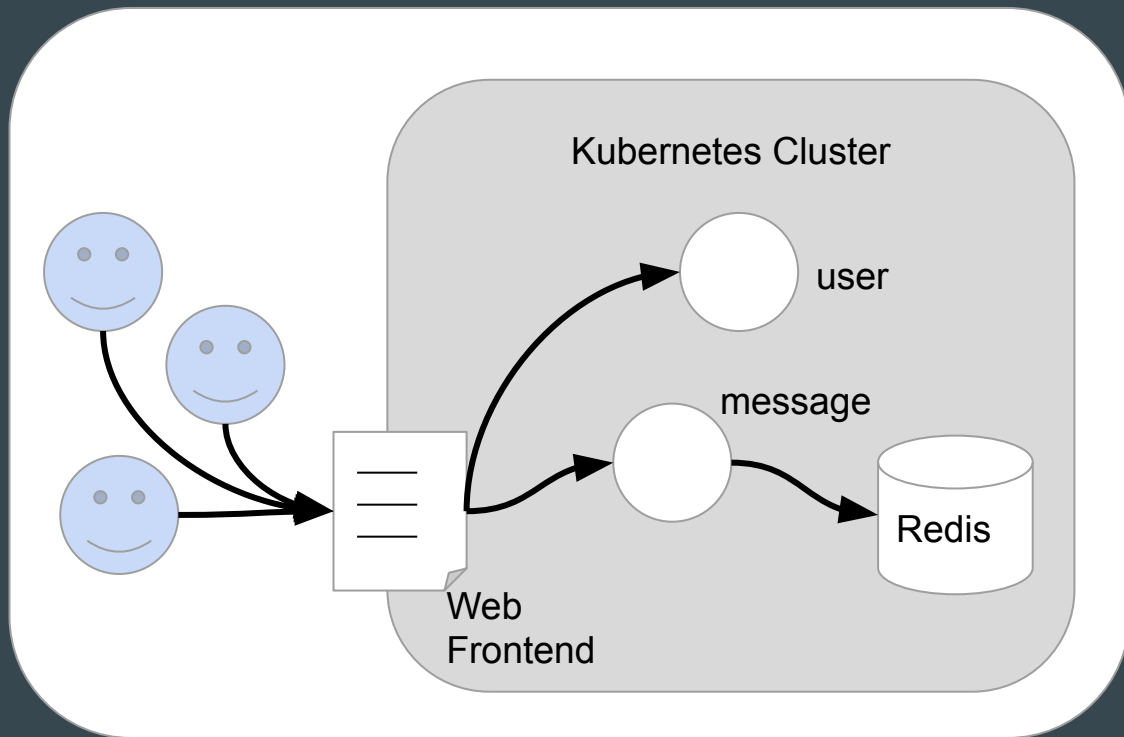 Kubernetes Cluster
user
message
Redis
Web
Frontend